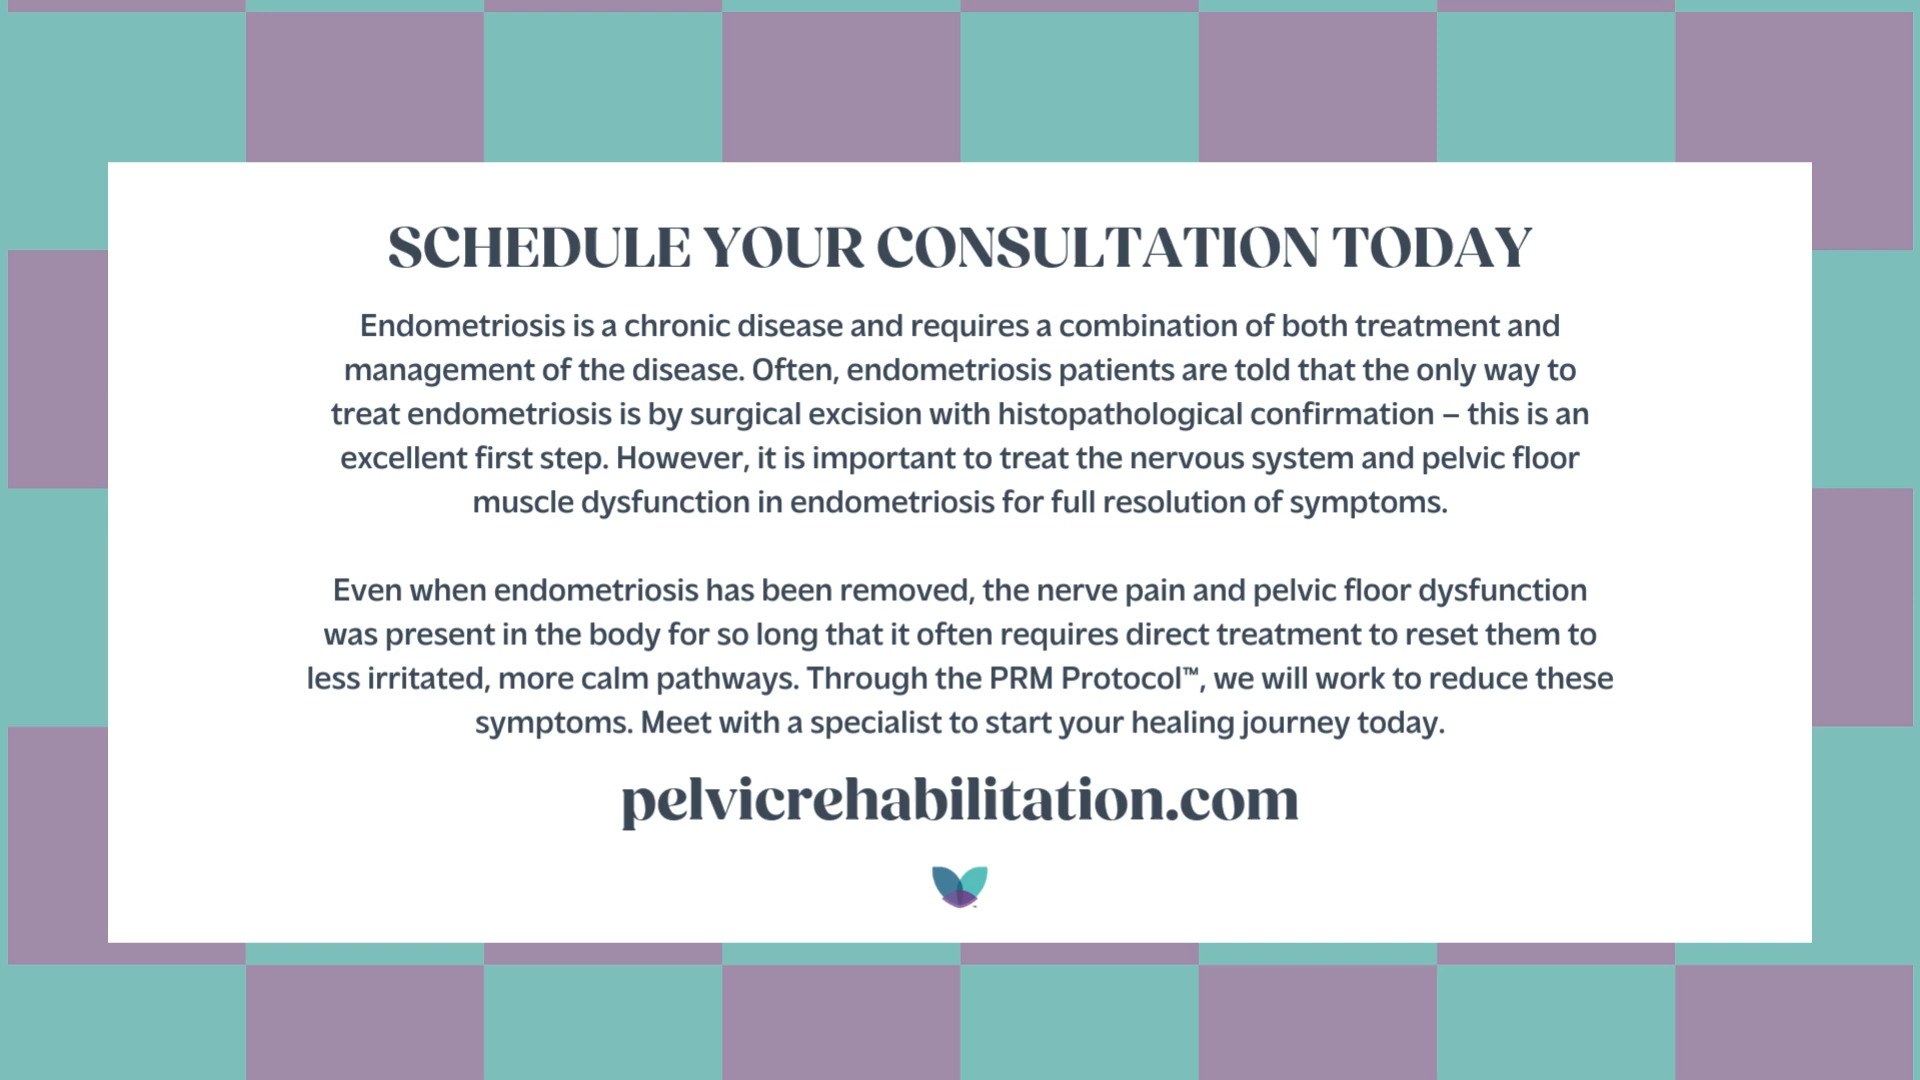 SCHEDULE YOUR CONSULTATION TODAY
Endometriosis is a chronic disease and requires a combination of both treatment and
management of the disease. Often, endometriosis patients are told that the only way to
treat endometriosis is by surgical excision with histopathological confirmation – this is an
excellent first step. However, it is important to treat the nervous system and pelvic floor
muscle dysfunction in endometriosis for full resolution of symptoms.
Even when endometriosis has been removed, the nerve pain and pelvic floor dysfunction
was present in the body for so long that it often requires direct treatment to reset them to
less irritated, more calm pathways. Through the PRM Protocol™, we will work to reduce these
symptoms. Meet with a specialist to start your healing journey today.
pelvicrehabilitation.com